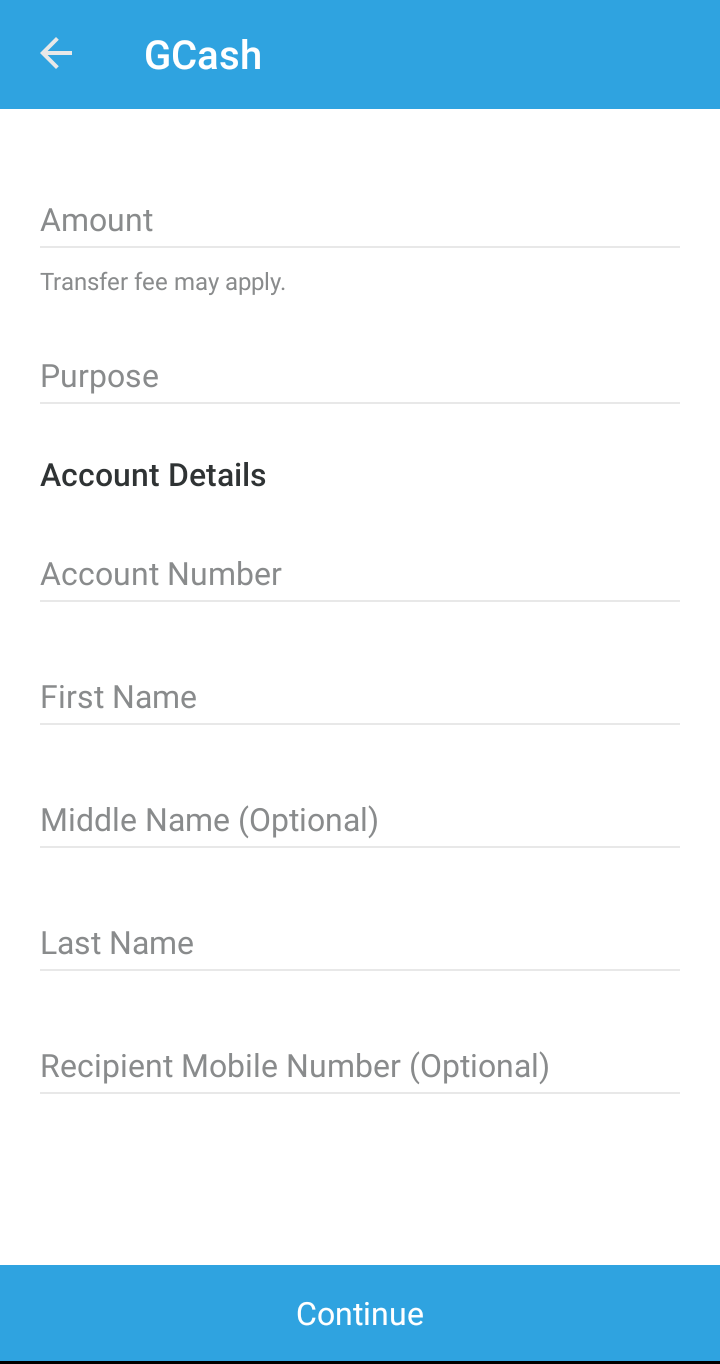 GCash
Amount
Transfer fee may apply.
Purpose
Account Details
Account Number
First Name
Middle Name (Optional)
Last Name
Recipient Mobile Number (Optional)
Continue